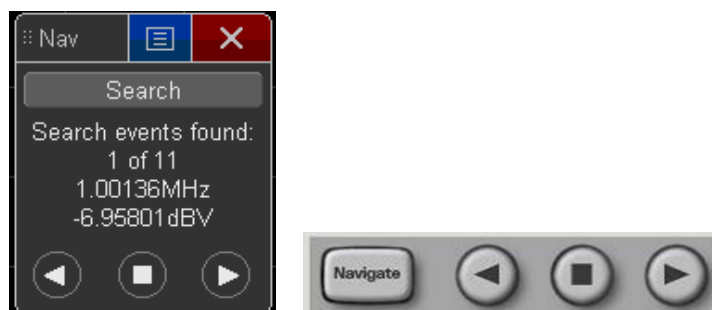 Nav
Search
Search events found:
1 of 11
1.00136MHz
-6.95801dBV
Navigate